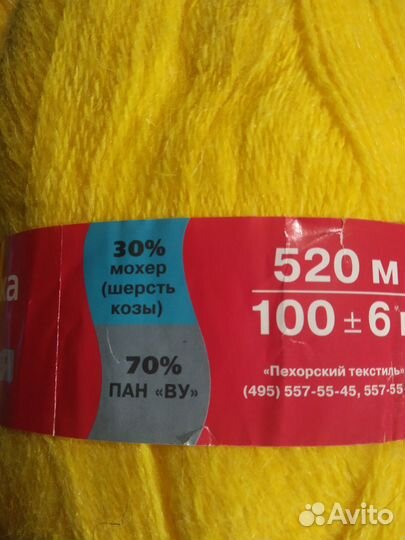 30%
мохер
(шерсть
козы)
70%
ПАН «ВУ»
520 м
100 ± 6
«Пехорский текстиль»
(495) 557-55-45, 557-55
Avito